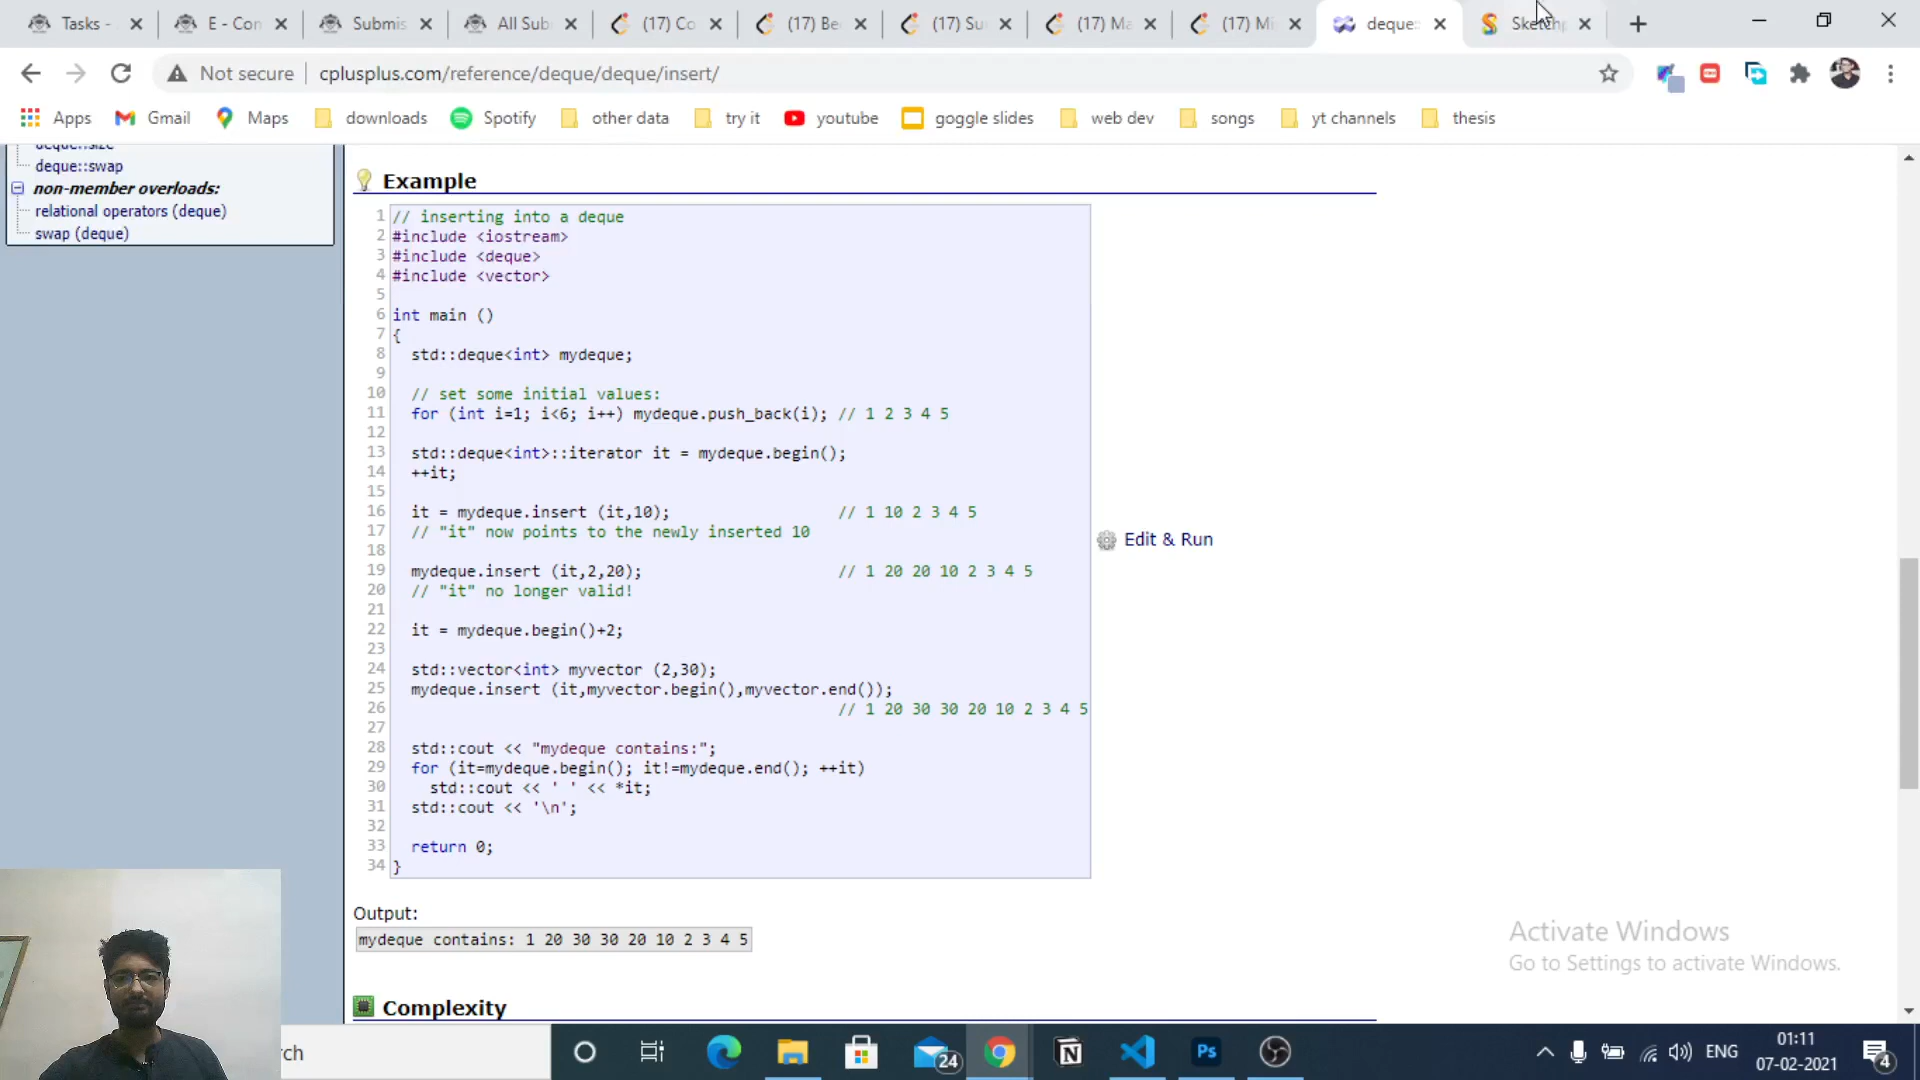 Tasks -
E - Con
Submis
All Sub
(17) Co
(17) Be
(17) Su
(17) Ma
(17) Mi
deque:
Sketchp
Not secure
cplusplus.com/reference/deque/deque/insert/
Apps
Gmail
Maps
downloads
Spotify
other data
try it
youtube
goggle slides
web dev
songs
yt channels
thesis
deque::size
deque::swap
non-member overloads:
relational operators (deque)
swap (deque)
Example
1 // inserting into a deque
2 #include <iostream>
3 #include <deque>
4 #include <vector>
5
6 int main ()
7 {
8 std::deque<int> mydeque;
9
10 // set some initial values:
11 for (int i=1; i<6; i++) mydeque.push_back(i); // 1 2 3 4 5
12
13 std::deque<int>::iterator it = mydeque.begin();
14 ++it;
15
16 it = mydeque.insert (it,10); // 1 10 2 3 4 5
17 // "it" now points to the newly inserted 10
18
19 mydeque.insert (it,2,20); // 1 20 20 10 2 3 4 5
20 // "it" no longer valid!
21
22 it = mydeque.begin()+2;
23
24 std::vector<int> myvector (2,30);
25 mydeque.insert (it,myvector.begin(),myvector.end());
26 // 1 20 30 30 20 10 2 3 4 5
27
28 std::cout << "mydeque contains:";
29 for (it=mydeque.begin(); it!=mydeque.end(); ++it)
30 std::cout << ' ' << *it;
31 std::cout << '\n';
32
33 return 0;
34 }
Edit & Run
Output:
mydeque contains: 1 20 30 30 20 10 2 3 4 5
Complexity
Activate Windows
Go to Settings to activate Windows.
rch
24
Ps
ENG
01:11
07-02-2021
4